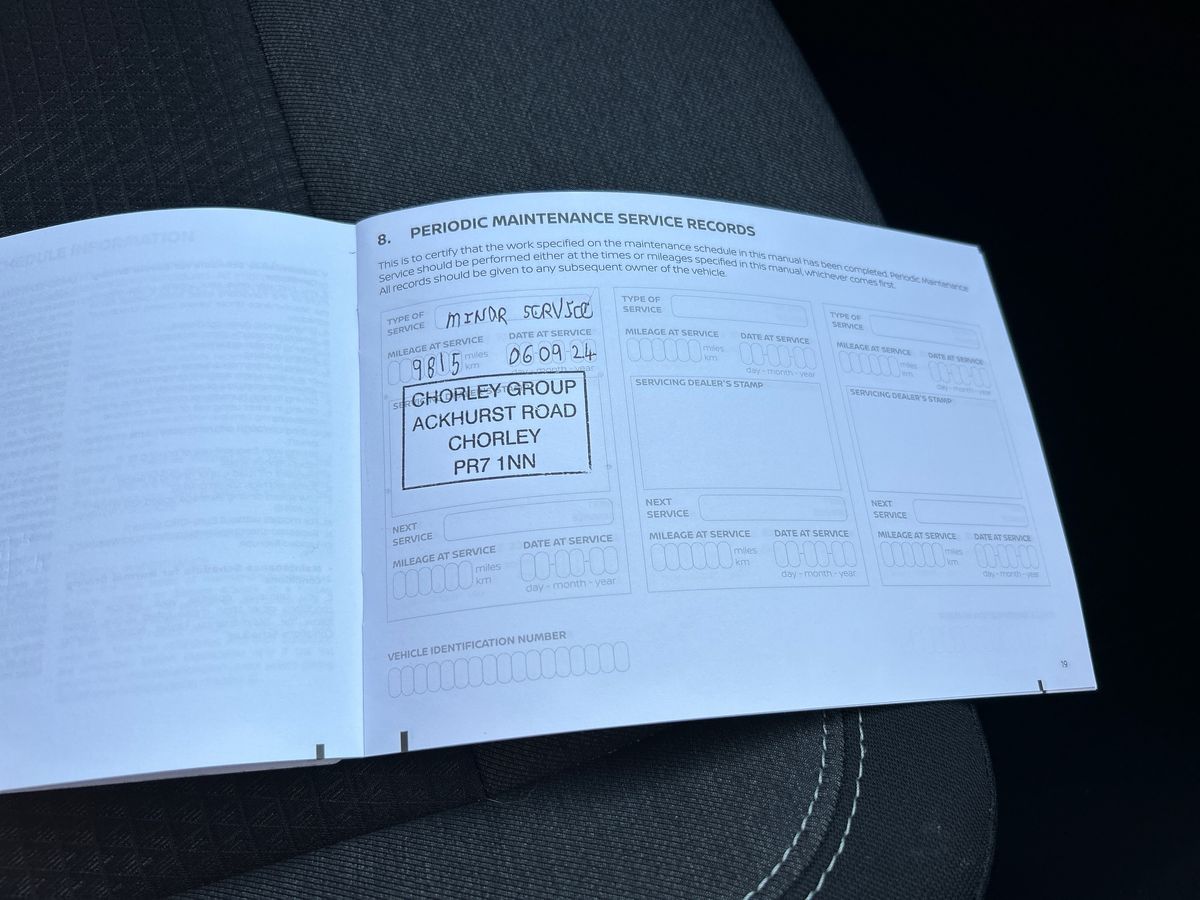 8. PERIODIC MAINTENANCE SERVICE RECORDS
This is to certify that the work specified on the maintenance schedule in this manual has been completed. Periodic Maintenance
Service should be performed either at the times or mileages specified in this manual, whichever comes first.
All records should be given to any subsequent owner of the vehicle.
TYPE OF
SERVICE
MINOR SERVICE
MILEAGE AT SERVICE
9815 miles
km
DATE AT SERVICE
06 09 24
day - month - year
CHORLEY GROUP
ACKHURST ROAD
CHORLEY
PR7 1NN
NEXT
SERVICE
MILEAGE AT SERVICE
miles
km
DATE AT SERVICE
day - month - year
TYPE OF
SERVICE
MILEAGE AT SERVICE
miles
km
DATE AT SERVICE
day - month - year
SERVICING DEALER'S STAMP
NEXT
SERVICE
MILEAGE AT SERVICE
miles
km
DATE AT SERVICE
day - month - year
TYPE OF
SERVICE
MILEAGE AT SERVICE
miles
km
DATE AT SERVICE
day - month - year
SERVICING DEALER'S STAMP
NEXT
SERVICE
MILEAGE AT SERVICE
miles
km
DATE AT SERVICE
day - month - year
VEHICLE IDENTIFICATION NUMBER
19